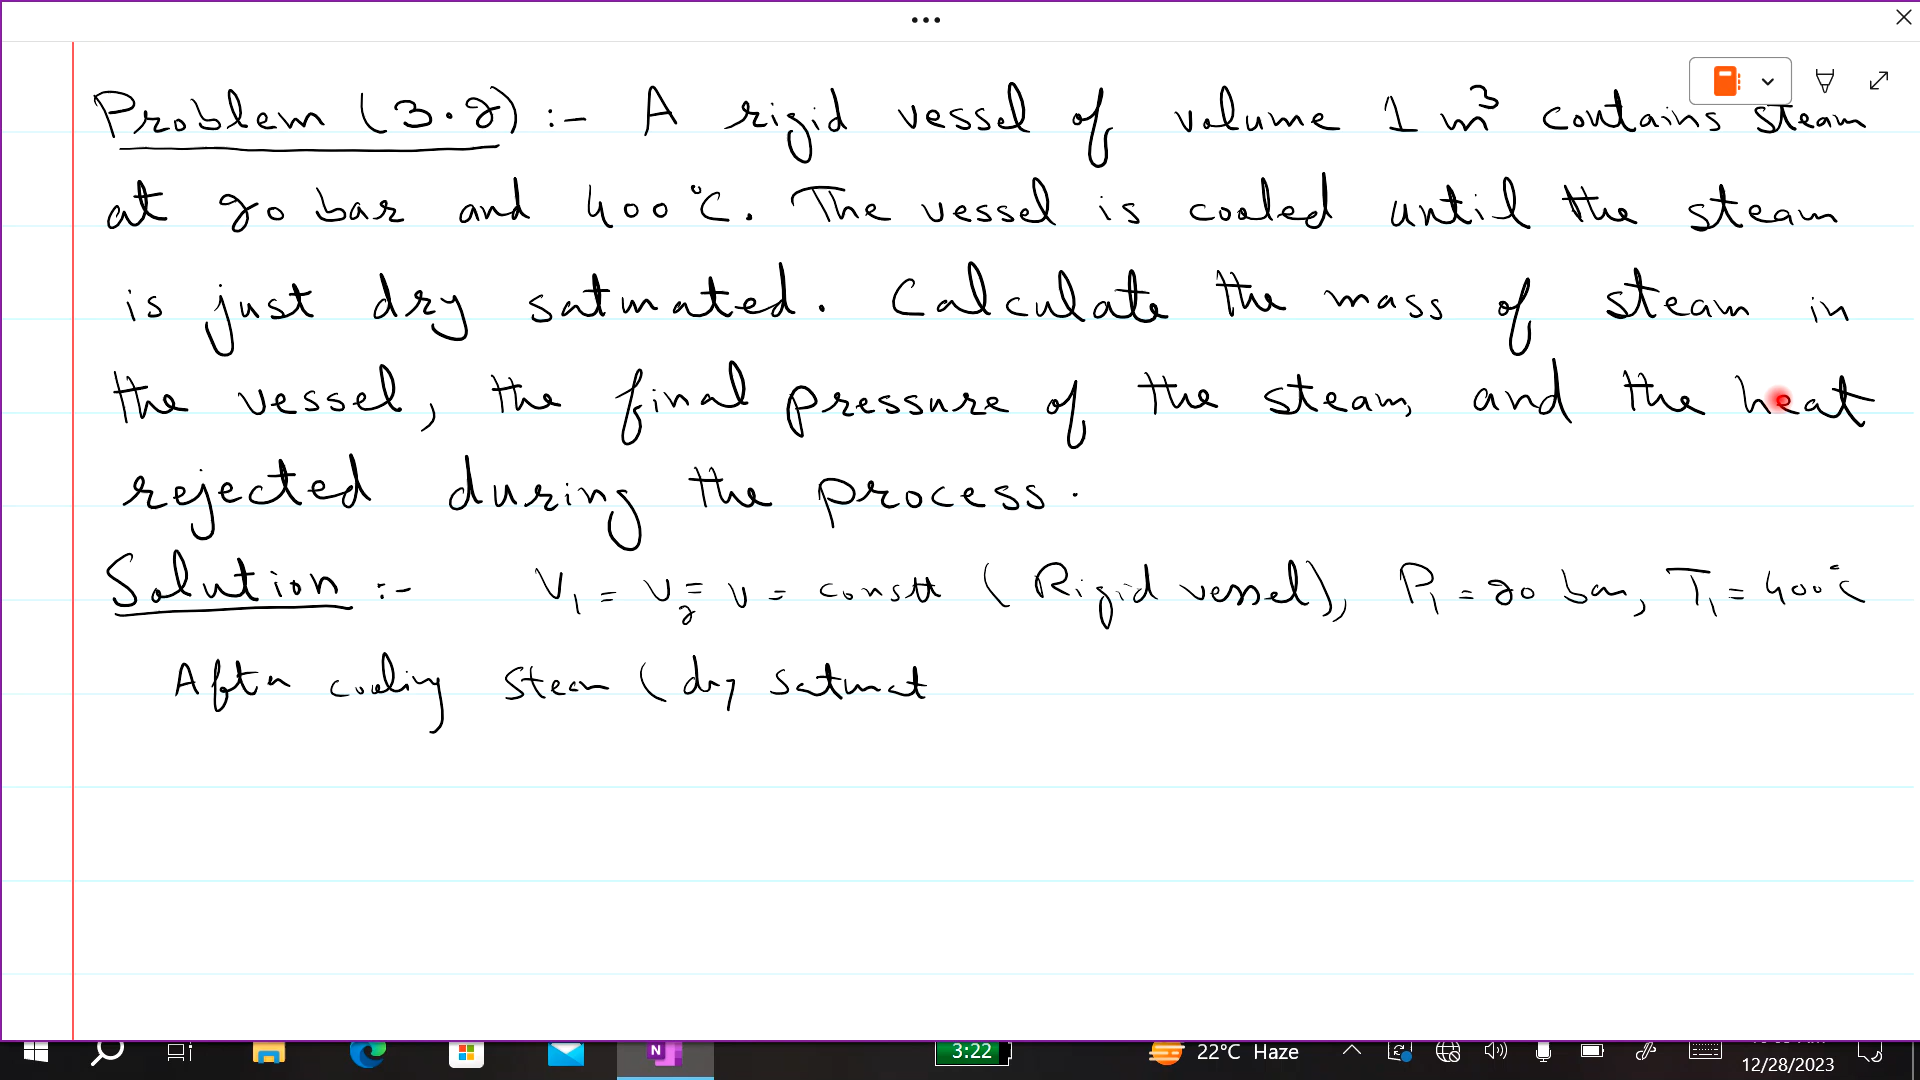 Problem (3.2) :- A rigid vessel of volume 1 m³ contains steam
at 20 bar and 400°C. The vessel is cooled until the steam
is just dry saturated. Calculate the mass of steam in
the vessel, the final pressure of the steam, and the heat
rejected during the process.
Solution :- V₁ = V₂ = V = constt (Rigid vessel), P₁ = 20 bar, T₁ = 400°C
After cooling steam (dry saturat
3:22
22°C Haze
12/28/2023